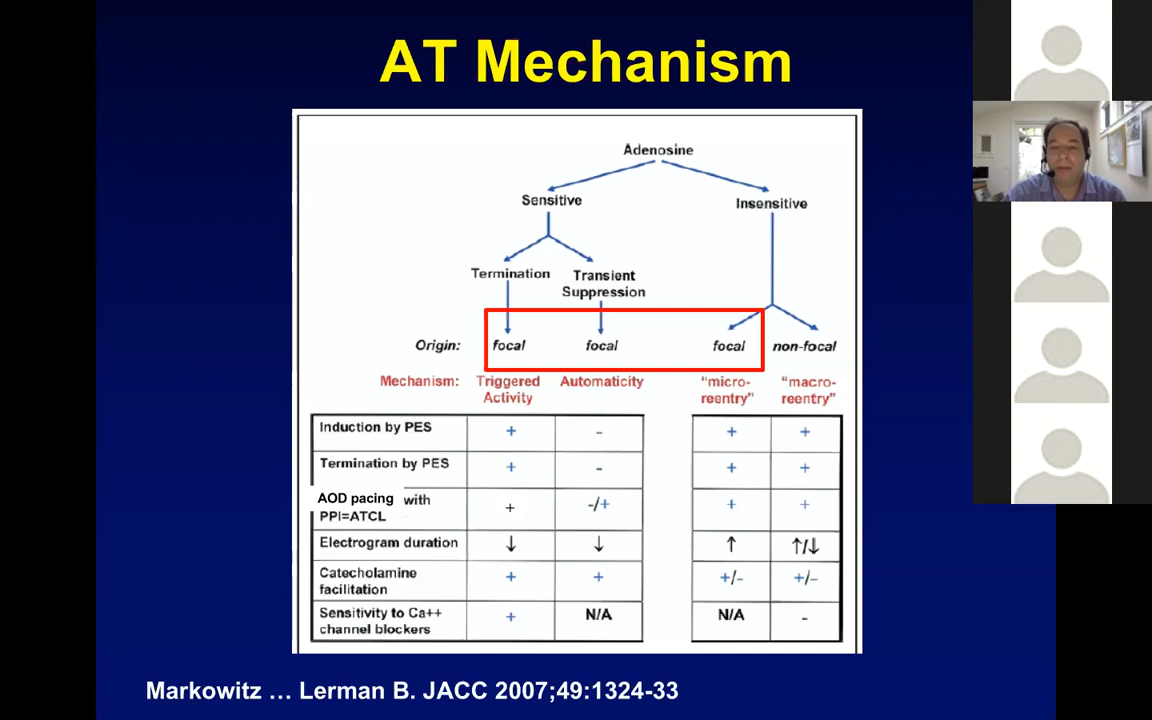 AT Mechanism
Adenosine
Sensitive
Insensitive
Termination
Transient
Suppression
Origin: focal focal focal non-focal
Mechanism: Triggered Automaticity "micro- "macro-
Activity reentry" reentry"
Induction by PES + - + +
Termination by PES + - + +
AOD pacing with + -/+ + +
PPI=ATCL
Electrogram duration ↓ ↓ ↑ ↑/↓
Catecholamine + + +/- +/-
facilitation
Sensitivity to Ca++ + N/A N/A -
channel blockers
Markowitz … Lerman B. JACC 2007;49:1324-33